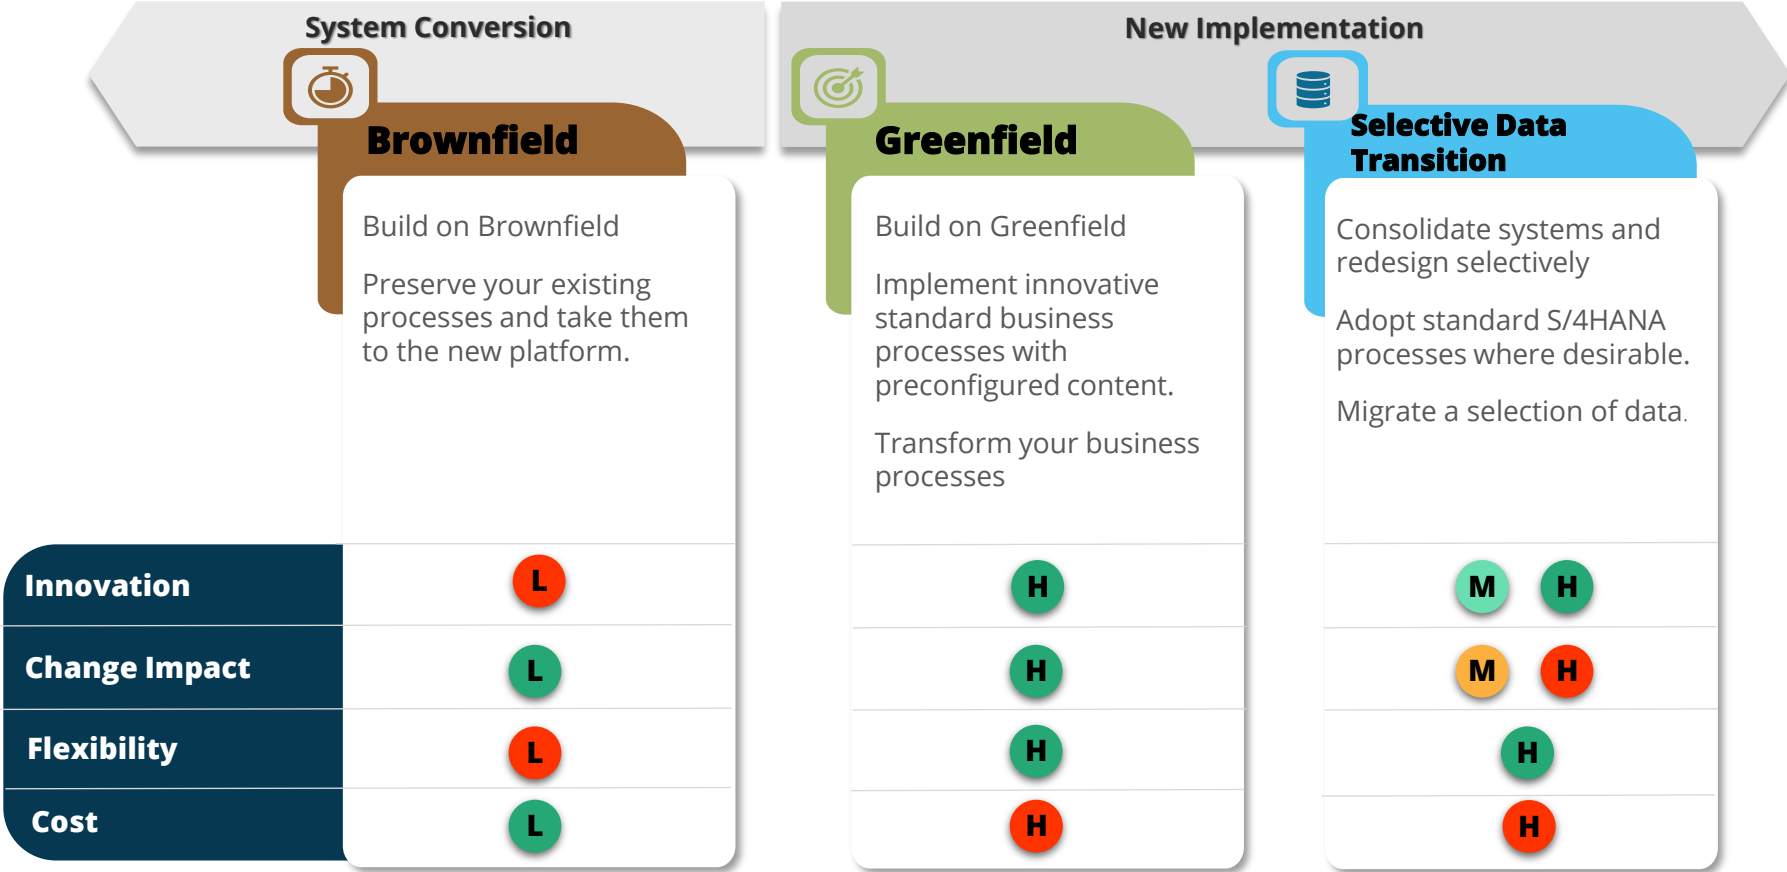 System Conversion
New Implementation
Brownfield
Build on Brownfield
Preserve your existing
processes and take them
to the new platform.
Greenfield
Build on Greenfield
Implement innovative
standard business
processes with
preconfigured content.
Transform your business
processes
Selective Data
Transition
Consolidate systems and
redesign selectively
Adopt standard S/4HANA
processes where desirable.
Migrate a selection of data.
Innovation L H M H
Change Impact L H M H
Flexibility L H H
Cost L H H